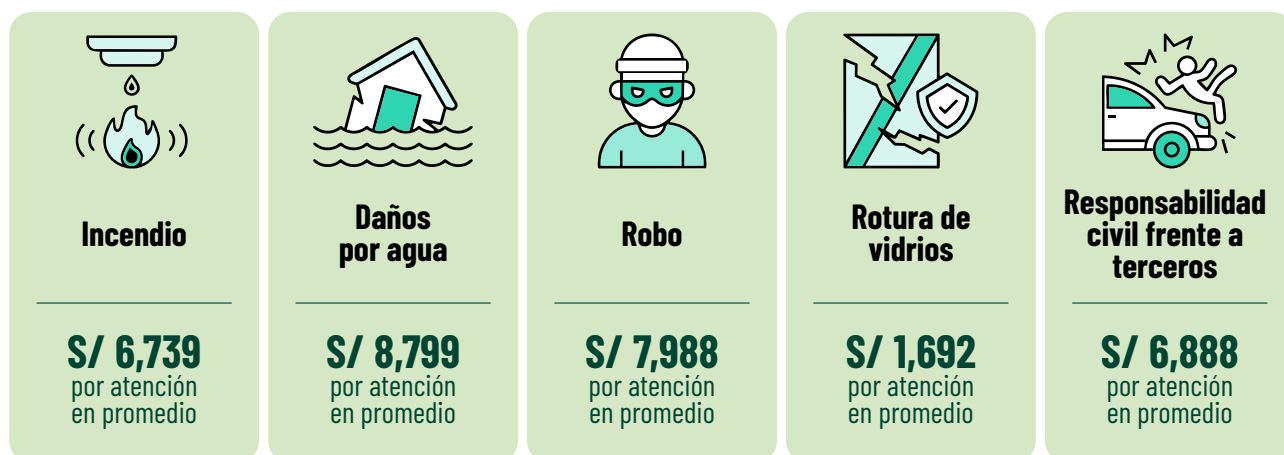 Incendio
S/ 6,739
por atención
en promedio
Daños
por agua
S/ 8,799
por atención
en promedio
Robo
S/ 7,988
por atención
en promedio
Rotura de
vidrios
S/ 1,692
por atención
en promedio
Responsabilidad
civil frente a
terceros
S/ 6,888
por atención
en promedio